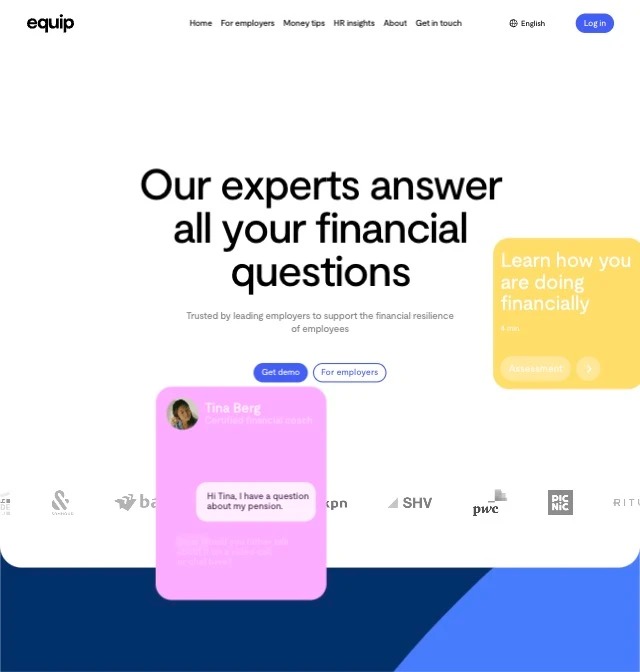 equip
Home
For employers
Money tips
HR insights
About
Get in touch
English
Log in
Our experts answer
all your financial
questions
Trusted by leading employers to support the financial resilience
of employees
Get demo
For employers
Learn how you
are doing
financially
Assessment
Tina Berg
Certified financial coach
Hi Tina, I have a question
about my pension.
ba
kpn
SHV
pwc
PIC
NIC
RITU